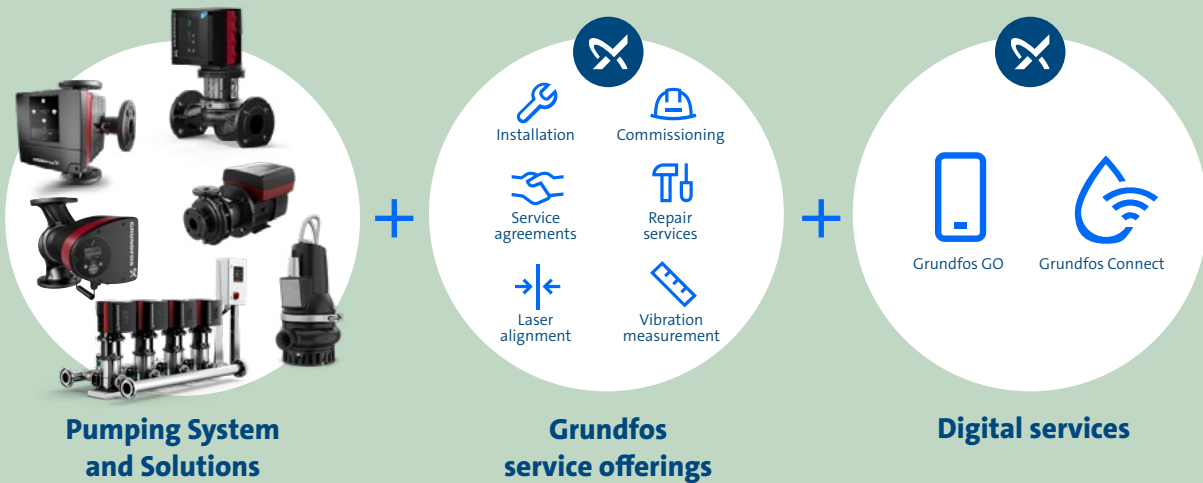 GRUNDFOS
Installation
Commissioning
Service
agreements
Repair
services
Laser
alignment
Vibration
measurement
Grundfos GO
Grundfos Connect
Pumping System
and Solutions
Grundfos
service offerings
Digital services